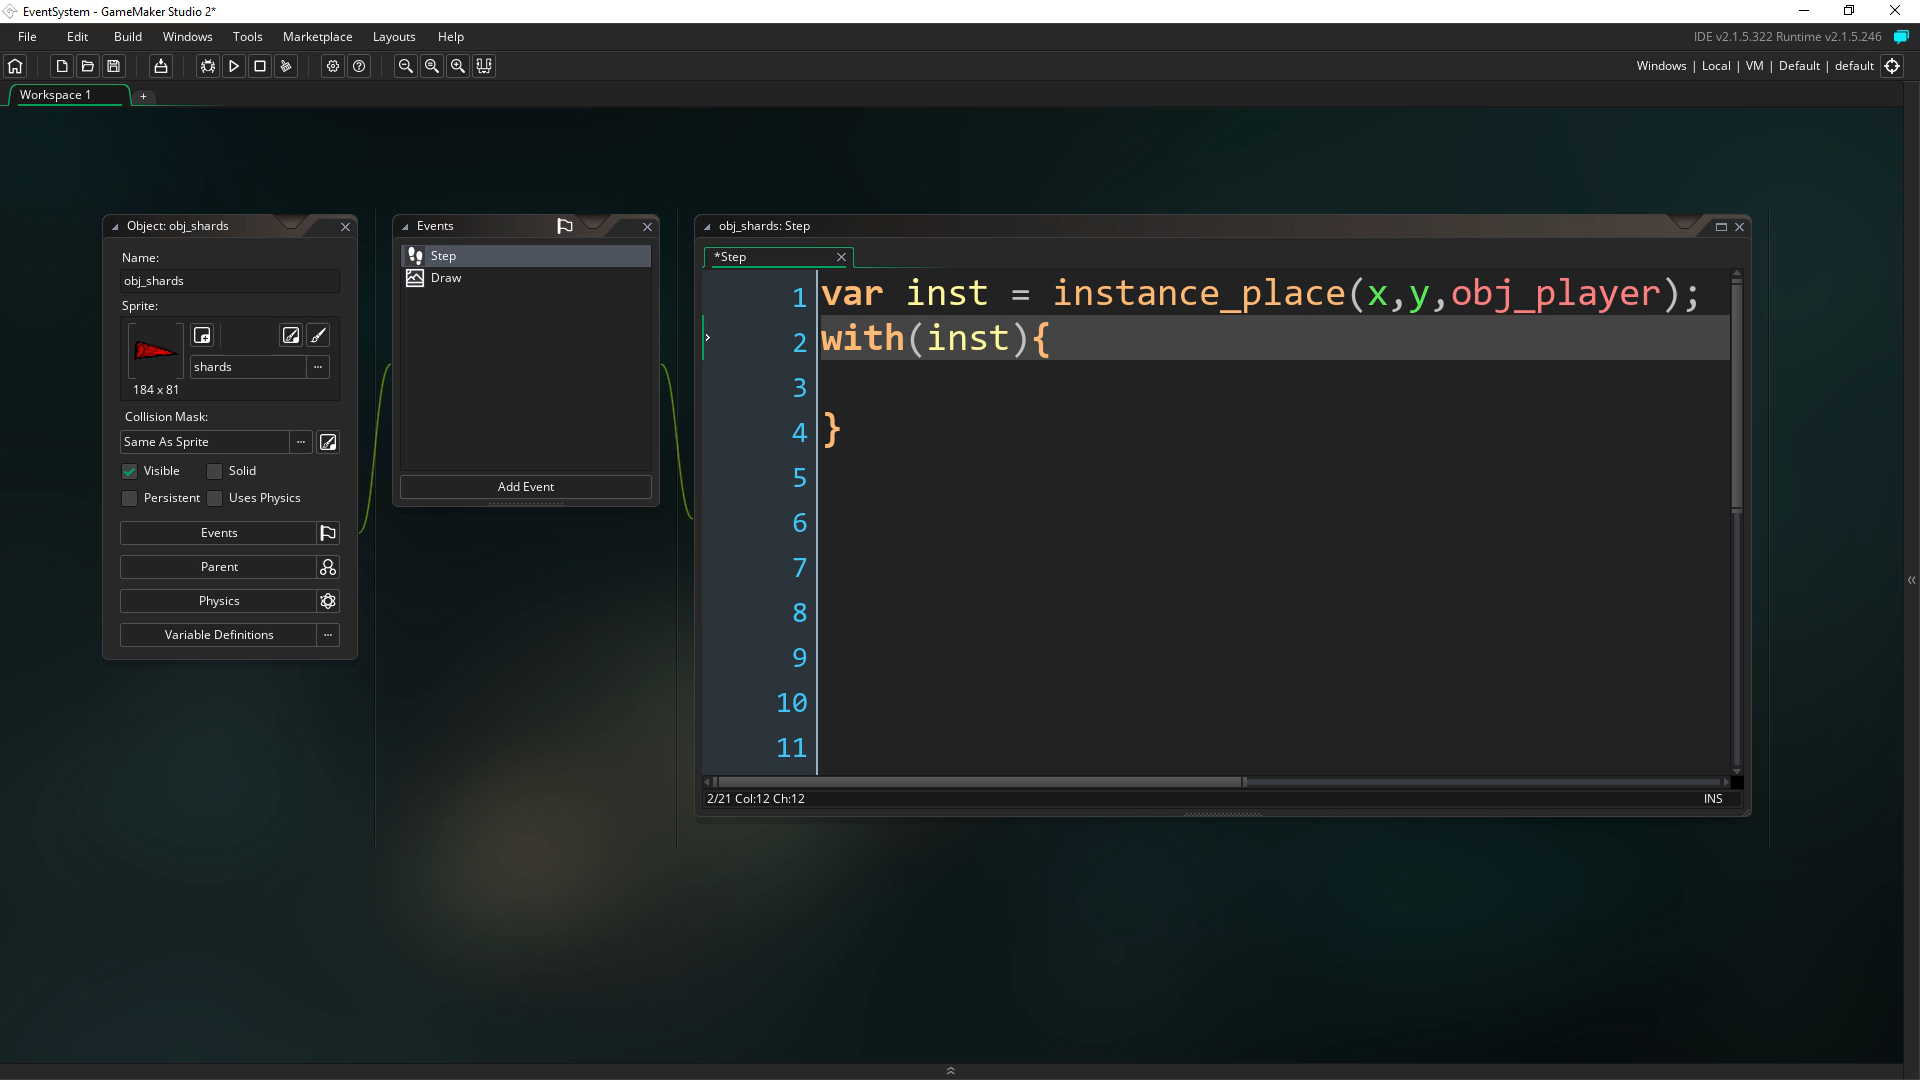 EventSystem - GameMaker Studio 2*
File Edit Build Windows Tools Marketplace Layouts Help
IDE v2.1.5.322 Runtime v2.1.5.246
Windows | Local | VM | Default | default
Workspace 1 +
Object: obj_shards
Name:
obj_shards
Sprite:
shards ...
184 x 81
Collision Mask:
Same As Sprite ...
Visible Solid
Persistent Uses Physics
Events
Parent
Physics
Variable Definitions ...
Events
Step
Draw
Add Event
obj_shards: Step
*Step
1 var inst = instance_place(x,y,obj_player);
2 with(inst){
3
4 }
5
6
7
8
9
10
11
2/21 Col:12 Ch:12 INS